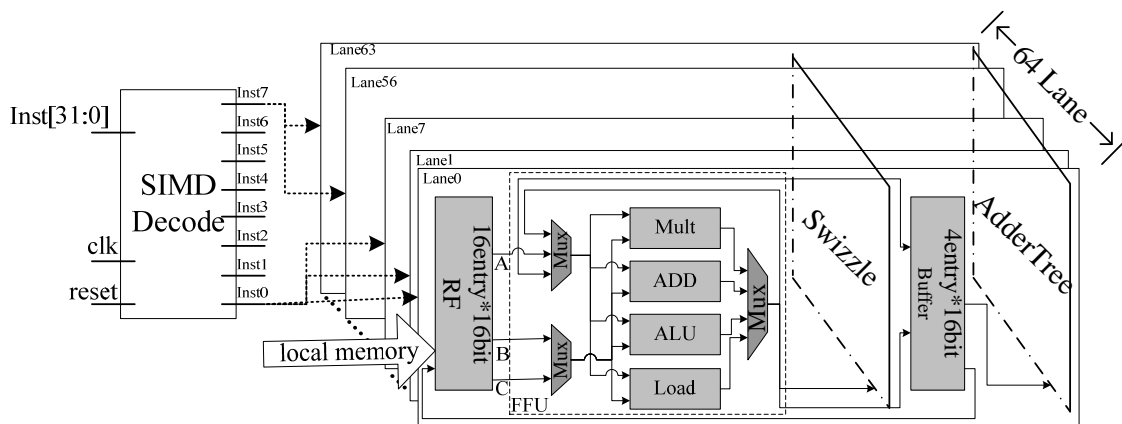 Lane63
Lane56
Lane7
Lane1
Lane0
64 Lane
Inst[31:0]
clk
reset
SIMD
Decode
Inst7
Inst6
Inst5
Inst4
Inst3
Inst2
Inst1
Inst0
local memory
16entry*16bit
RF
A
B
C
Mux
Mux
Mult
ADD
ALU
Load
Mux
FFU
Swizzle
4entry*16bit
Buffer
AdderTree